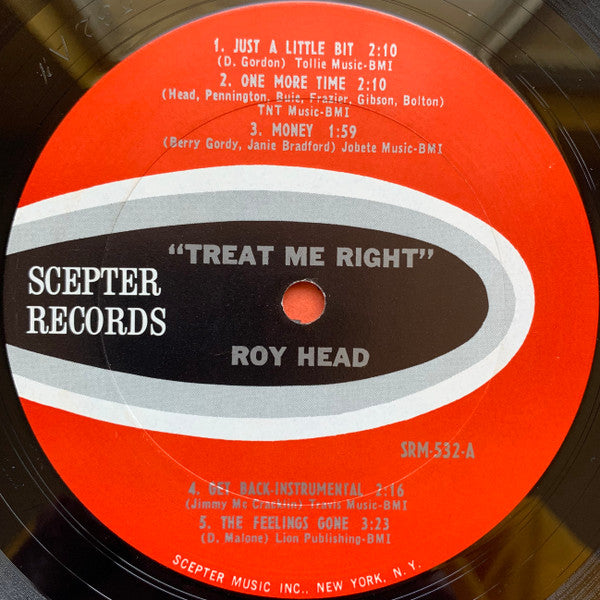 1. JUST A LITTLE BIT 2:10
(D. Gordon) Tollie Music-BMI
2. ONE MORE TIME 2:10
(Head, Pennington, Buie, Frazier, Gibson, Bolton)
TNT Music-BMI
3. MONEY 1:59
(Berry Gordy, Janie Bradford) Jobete Music-BMI
"TREAT ME RIGHT"
SCEPTER
RECORDS
ROY HEAD
SRM-532-A
4. GET BACK-INSTRUMENTAL 2:16
(Jimmy Mc Cracklin) Travis Music-BMI
5. THE FEELINGS GONE 3:23
(D. Malone) Lion Publishing-BMI
SCEPTER MUSIC INC., NEW YORK, N. Y.